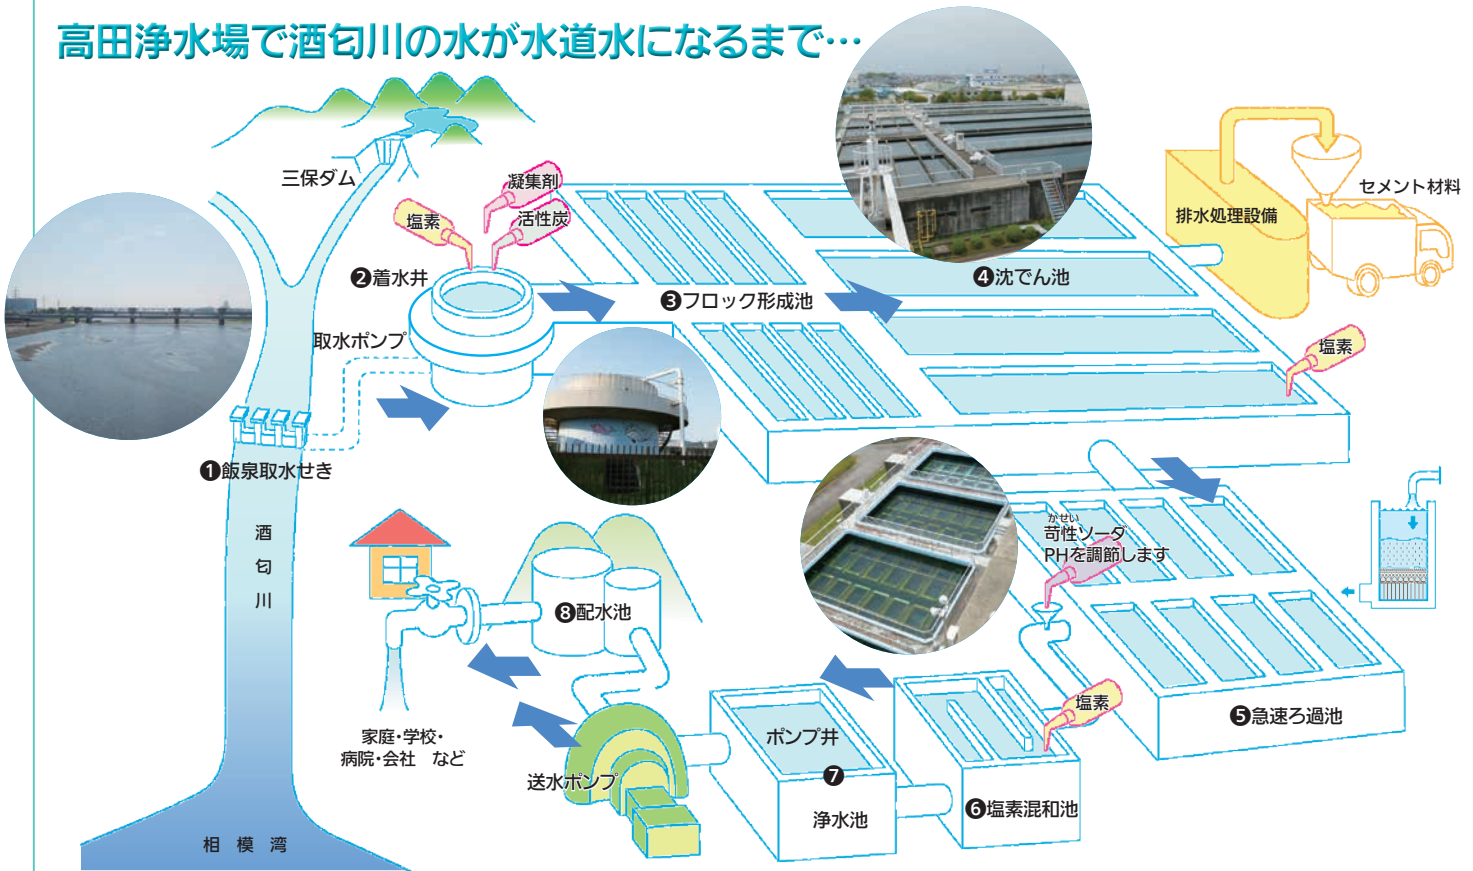 高田浄水場で酒匂川の水が水道水になるまで…
三保ダム
凝集剤
塩素
活性炭
❷着水井
取水ポンプ
❸フロック形成池
❹沈でん池
排水処理設備
セメント材料
塩素
❶飯泉取水せき
酒匂川
相模湾
かせい
苛性ソーダ
PHを調節します
❺急速ろ過池
塩素
❻塩素混和池
ポンプ井
❼
浄水池
送水ポンプ
❽配水池
家庭・学校・
病院・会社 など